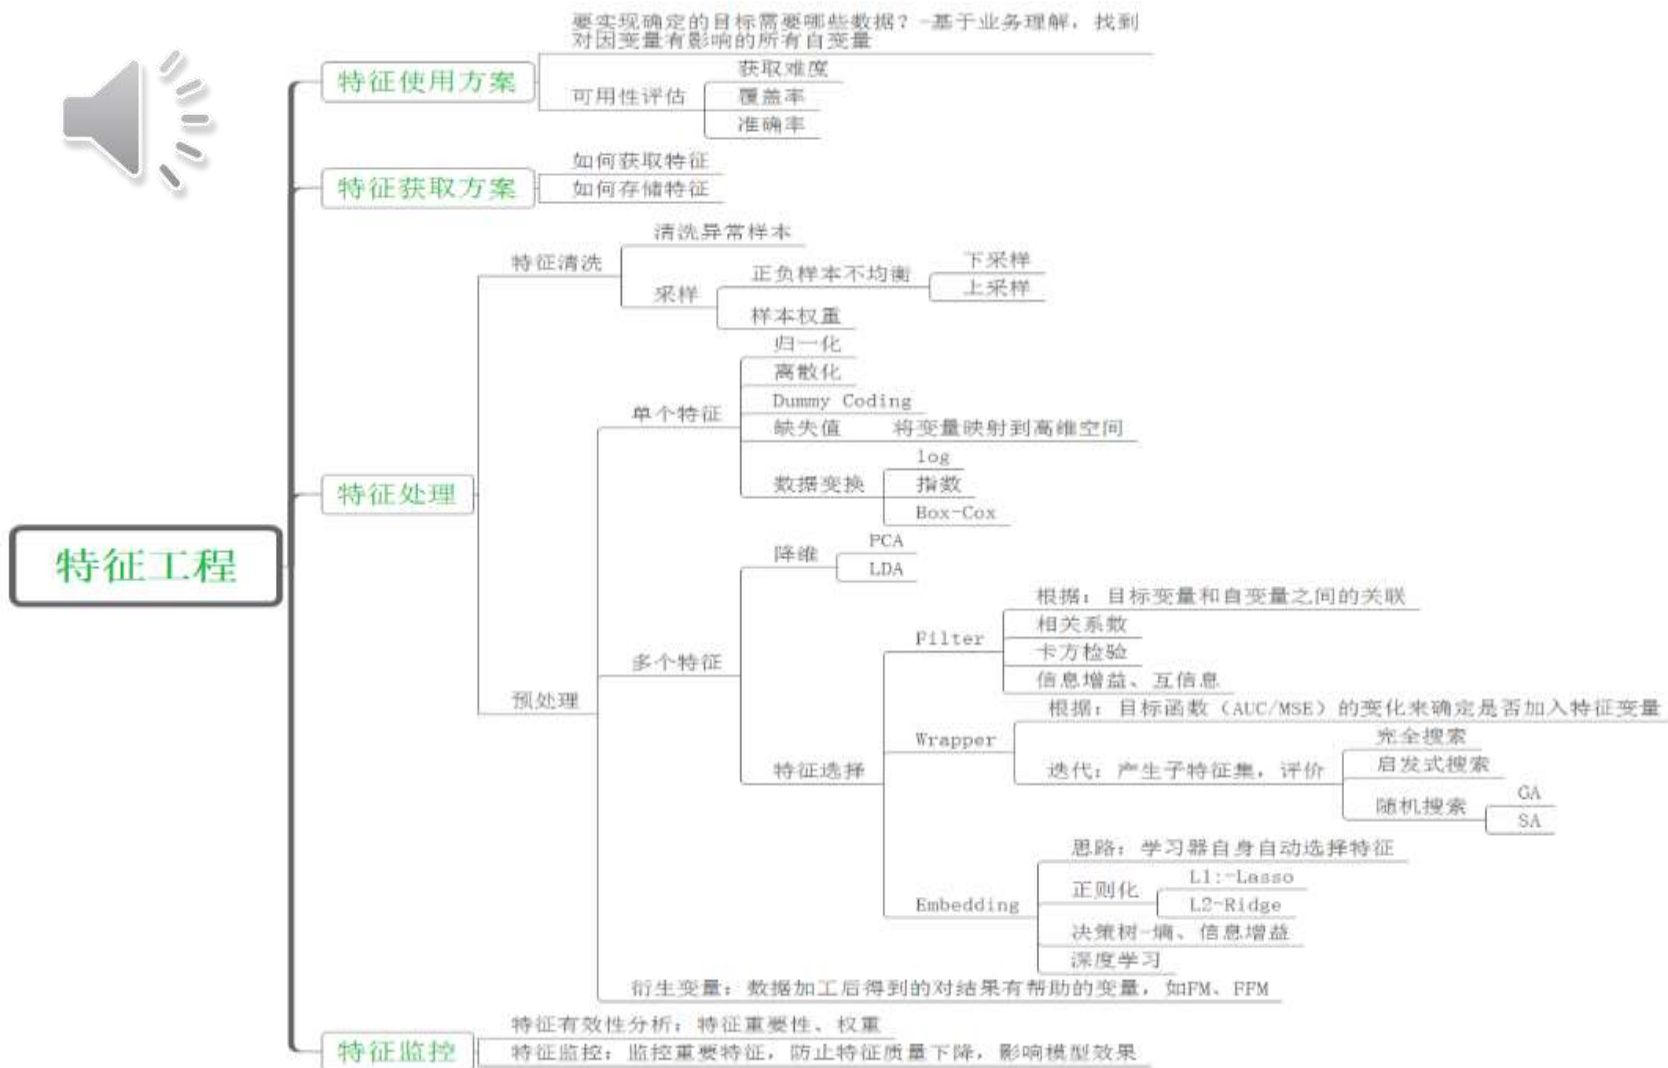 要实现确定的目标需要哪些数据？-基于业务理解，找到
对因变量有影响的所有自变量
特征使用方案
可用性评估
获取难度
覆盖率
准确率
特征获取方案
如何获取特征
如何存储特征
特征工程
特征处理
特征清洗
清洗异常样本
采样
正负样本不均衡
下采样
上采样
样本权重
预处理
单个特征
归一化
离散化
Dummy Coding
缺失值
将变量映射到高维空间
数据变换
log
指数
Box-Cox
多个特征
降维
PCA
LDA
特征选择
Filter
根据：目标变量和自变量之间的关联
相关系数
卡方检验
信息增益、互信息
Wrapper
根据：目标函数（AUC/MSE）的变化来确定是否加入特征变量
迭代：产生子特征集，评价
完全搜索
启发式搜索
随机搜索
GA
SA
Embedding
思路：学习器自身自动选择特征
正则化
L1:-Lasso
L2-Ridge
决策树-熵、信息增益
深度学习
衍生变量：数据加工后得到的对结果有帮助的变量，如FM、FFM
特征监控
特征有效性分析：特征重要性、权重
特征监控：监控重要特征，防止特征质量下降，影响模型效果